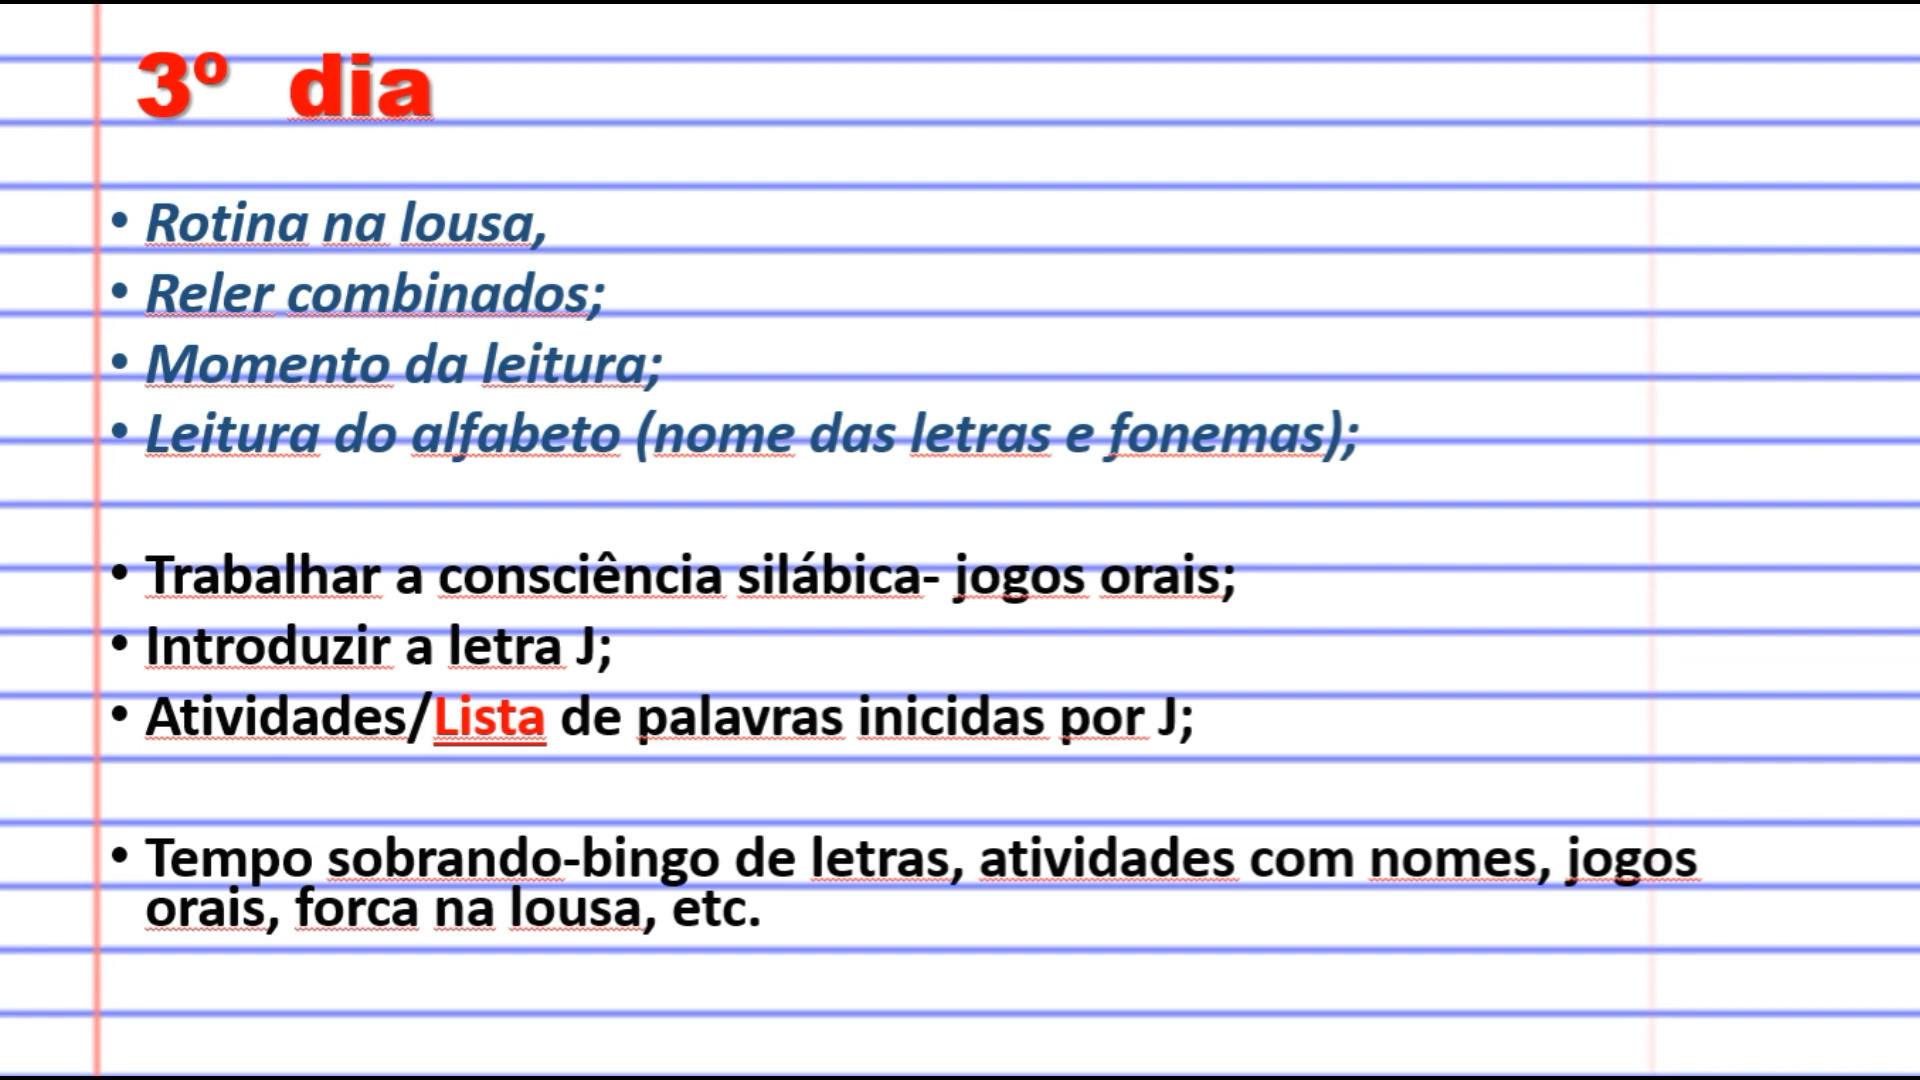 3º dia
• Rotina na lousa,
• Reler combinados;
• Momento da leitura;
• Leitura do alfabeto (nome das letras e fonemas);
• Trabalhar a consciência silábica- jogos orais;
• Introduzir a letra J;
• Atividades/Lista de palavras inicidas por J;
• Tempo sobrando-bingo de letras, atividades com nomes, jogos
orais, forca na lousa, etc.